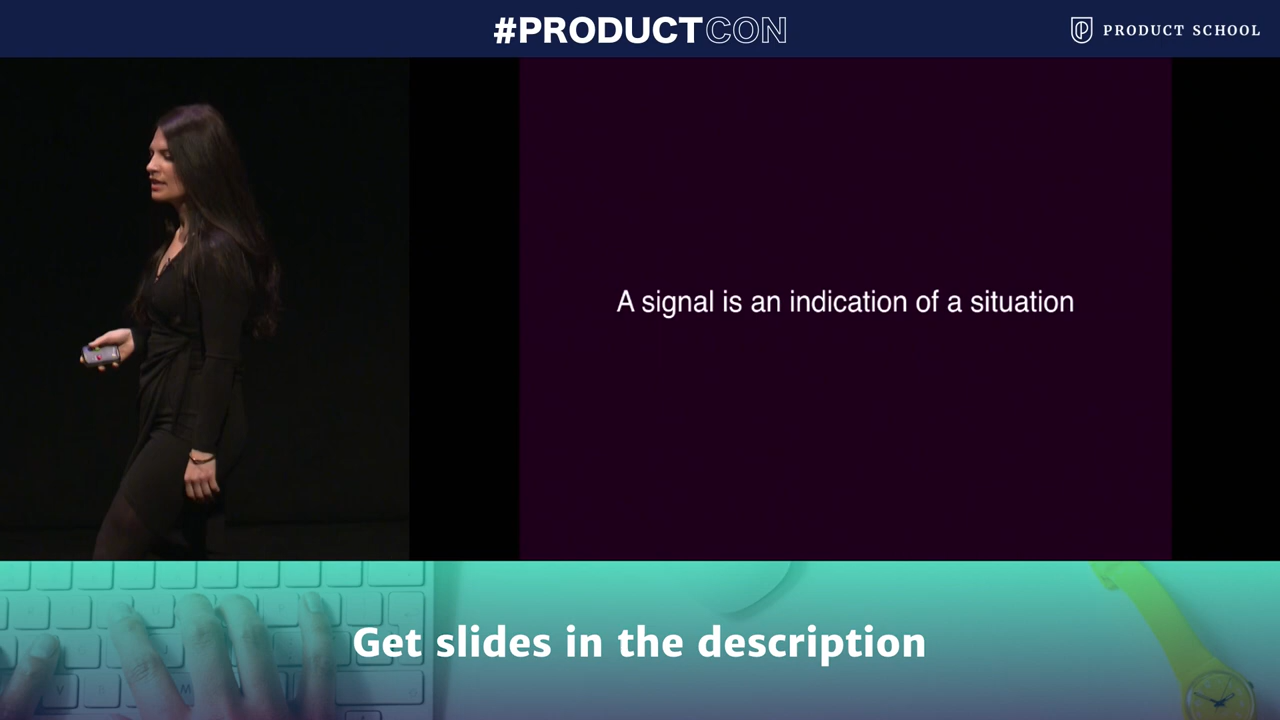 #PRODUCTCON
PRODUCT SCHOOL
A signal is an indication of a situation
Get slides in the description
V N M